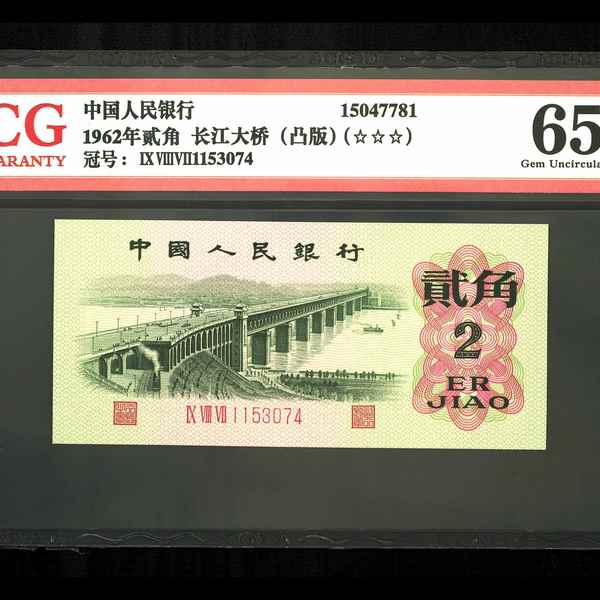 CG
ARRANTY
中国人民银行 15047781
1962年贰角 长江大桥（凸版）(☆☆☆)
冠号：ⅨⅧⅦ1153074
65
Gem Uncircula
中國人民銀行
貳角
2
ER
JIAO
ⅨⅧⅦ1153074